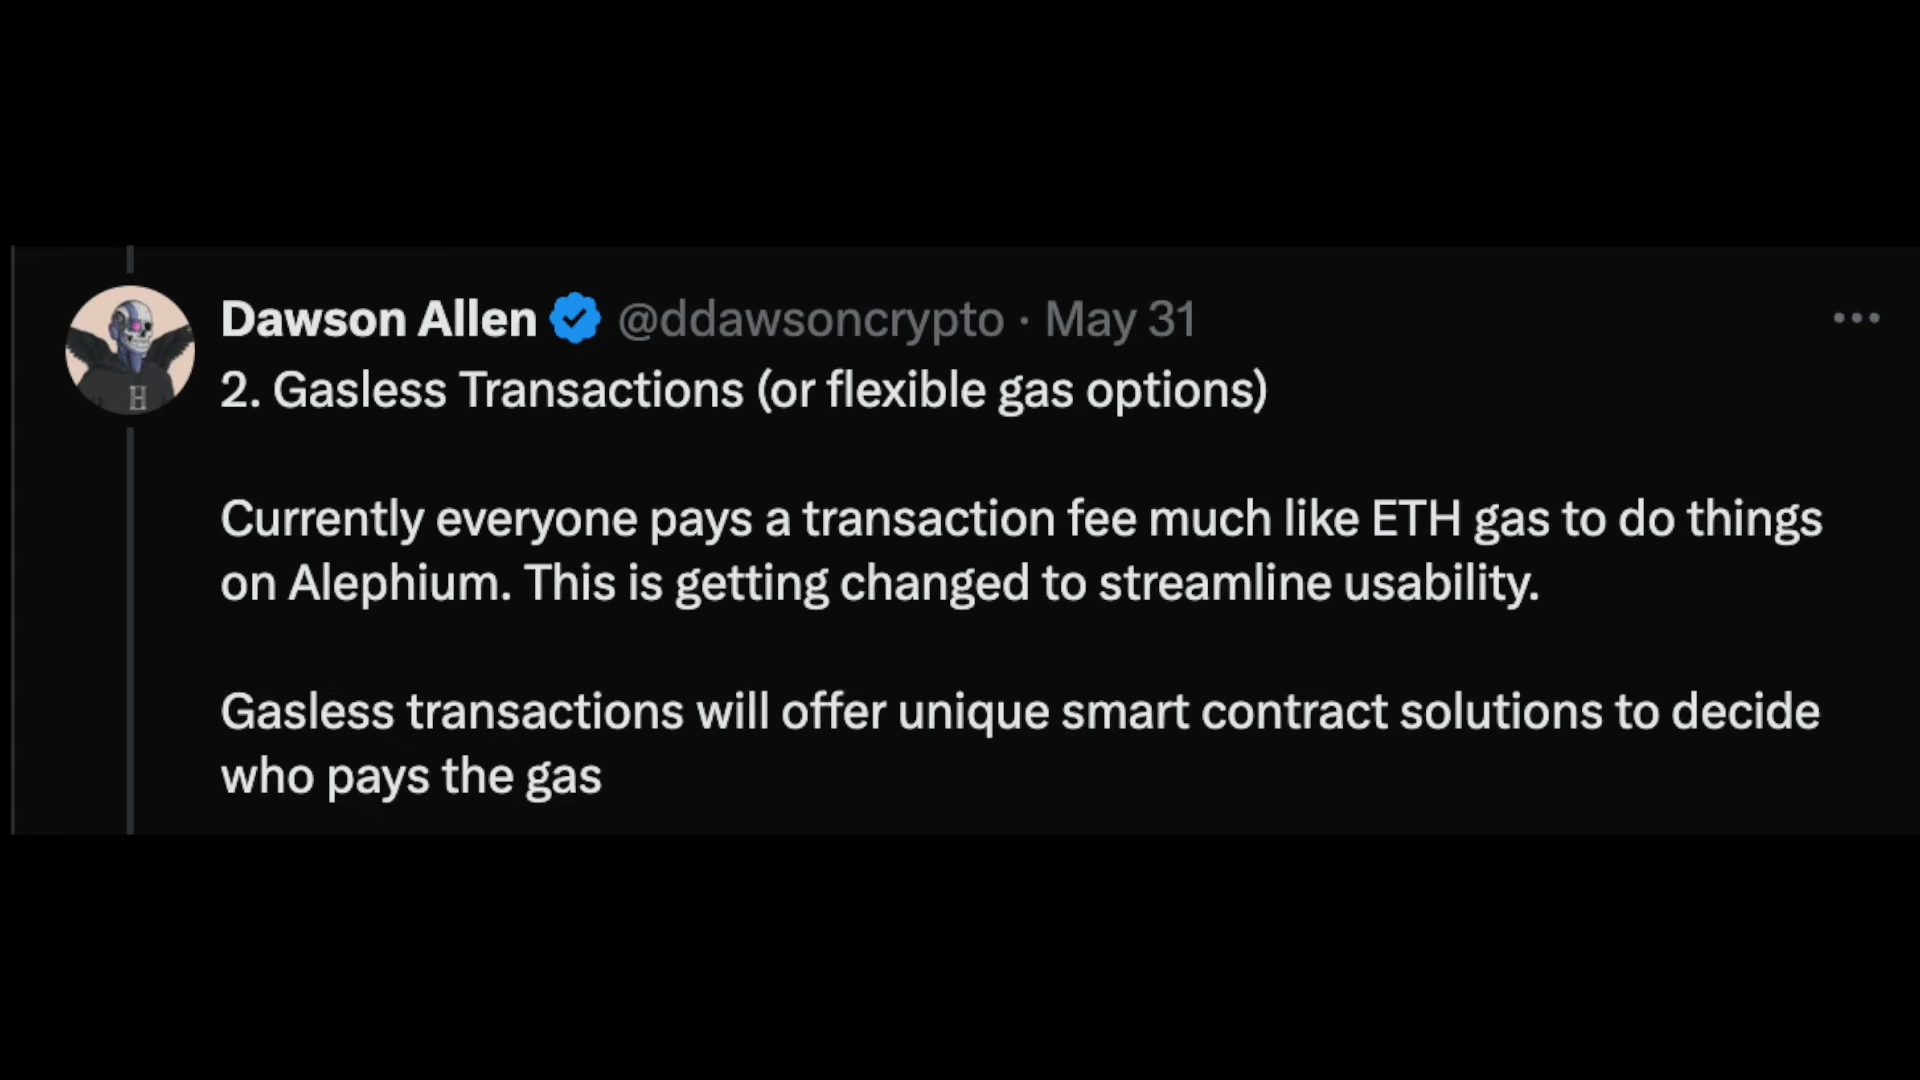 Dawson Allen @ddawsoncrypto · May 31
2. Gasless Transactions (or flexible gas options)
Currently everyone pays a transaction fee much like ETH gas to do things
on Alephium. This is getting changed to streamline usability.
Gasless transactions will offer unique smart contract solutions to decide
who pays the gas
H